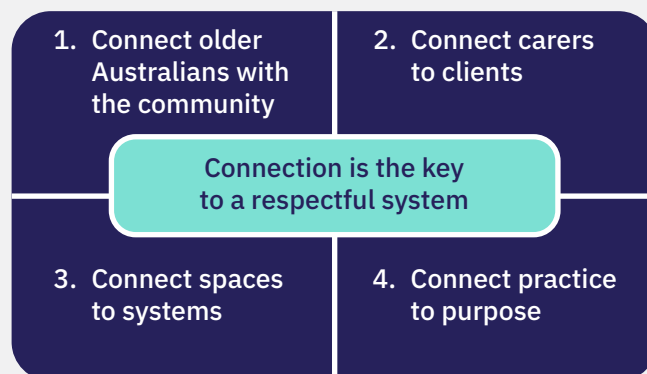 1. Connect older
Australians with
the community
2. Connect carers
to clients
Connection is the key
to a respectful system
3. Connect spaces
to systems
4. Connect practice
to purpose